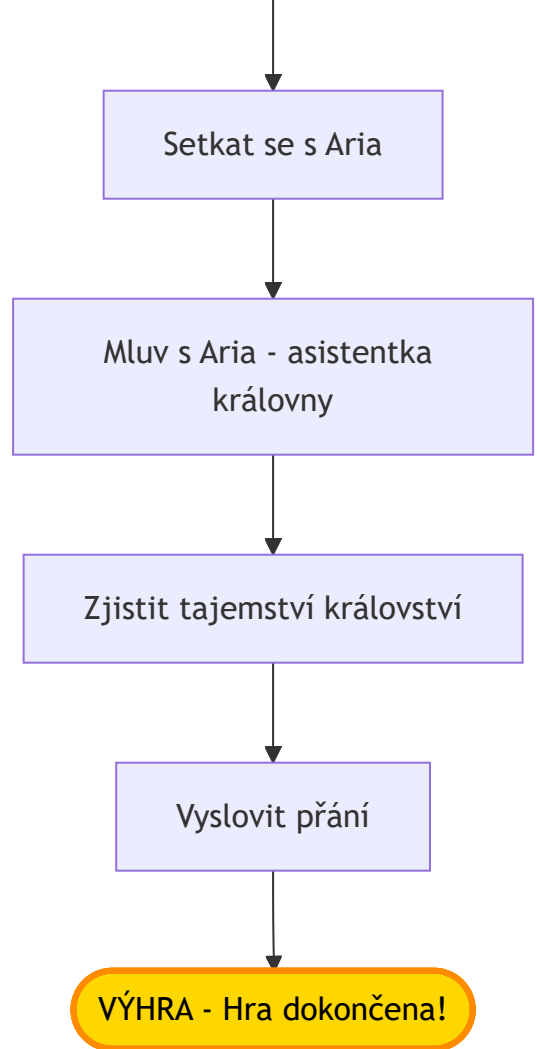 Setkat se s Aria
Mluv s Aria - asistentka
královny
Zjistit tajemství království
Vyslovit přání
VÝHRA - Hra dokončena!